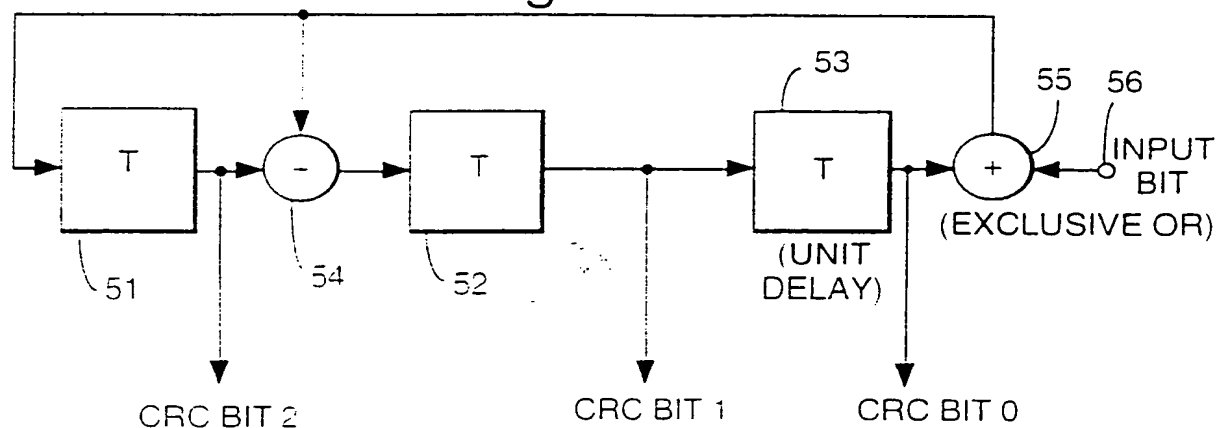 53
55
56
T
-
T
T
+
INPUT
BIT
(EXCLUSIVE OR)
51
54
52
(UNIT
DELAY)
CRC BIT 2
CRC BIT 1
CRC BIT 0